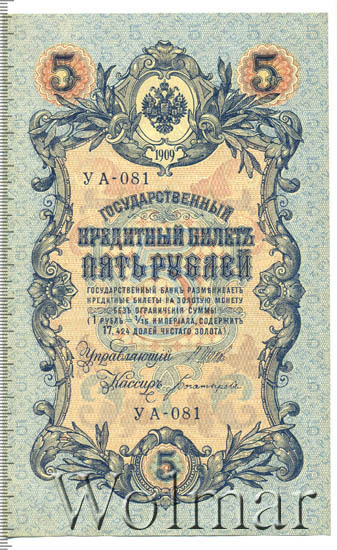 5 5
1909
УА-081
ГОСУДАРСТВЕННЫЙ
КРЕДИТНЫЙ БИЛЕТЪ
ПЯТЬ РУБЛЕЙ
ГОСУДАРСТВЕННЫЙ БАНКЪ РАЗМѢНИВАЕТЪ
КРЕДИТНЫЕ БИЛЕТЫ НА ЗОЛОТУЮ МОНЕТУ
БЕЗЪ ОГРАНИЧЕНІЯ СУММЫ
(1 РУБЛЬ = 1/15 ИМПЕРІАЛА, СОДЕРЖИТЪ
17,424 ДОЛЕЙ ЧИСТАГО ЗОЛОТА)
Управляющій
Кассиръ
УА-081
5
Wolmar